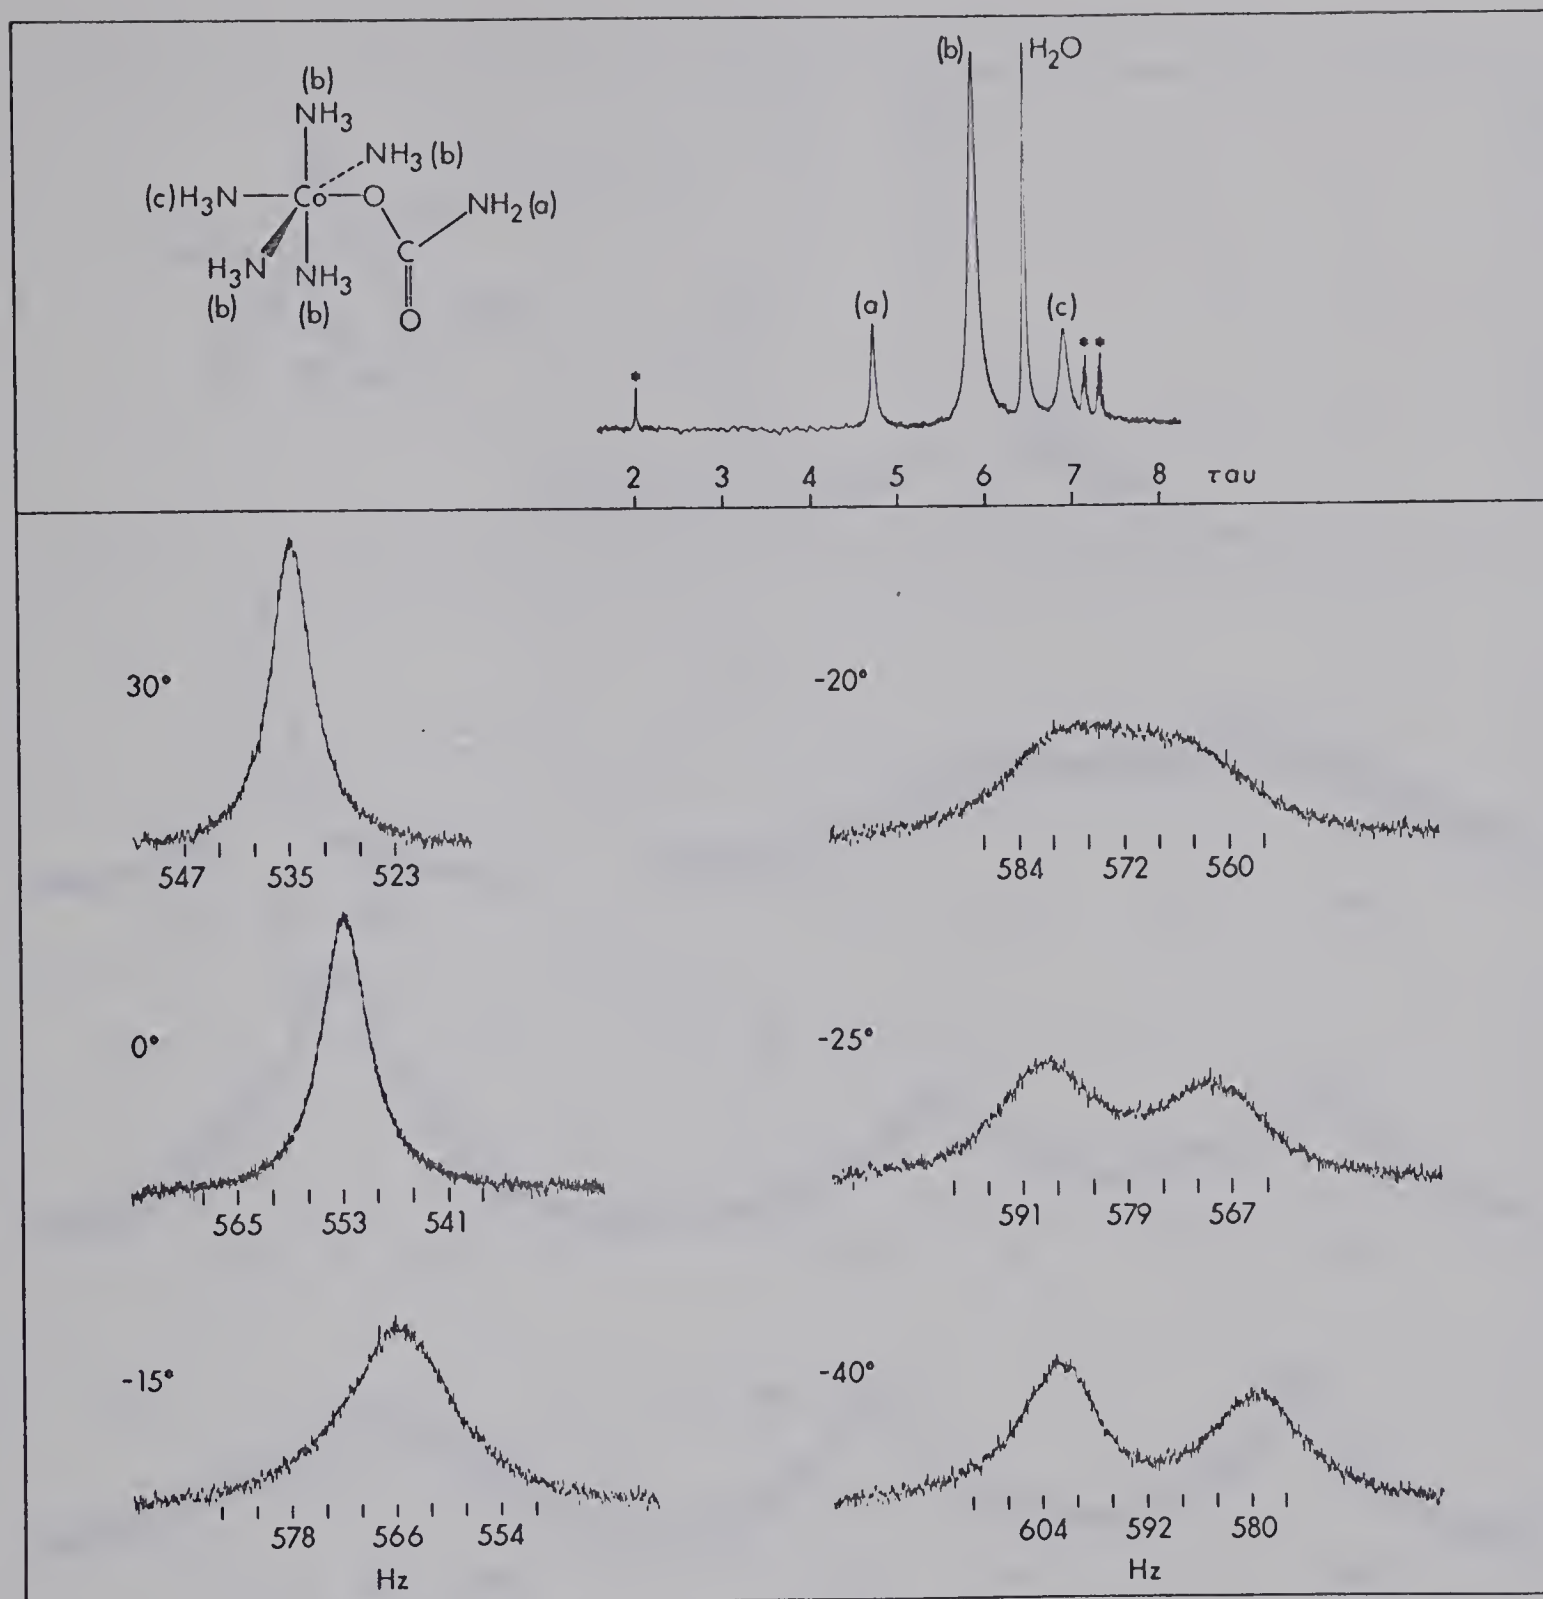 (b)
NH₃
NH₃ (b)
(c) H₃N Co O NH₂ (a)
C
H₃N NH₃
(b) (b) O
(b) H₂O
(a) (c)
* * *
2 3 4 5 6 7 8 τau
30°
547 535 523
-20°
584 572 560
0°
565 553 541
-25°
591 579 567
-15°
578 566 554
Hz
-40°
604 592 580
Hz